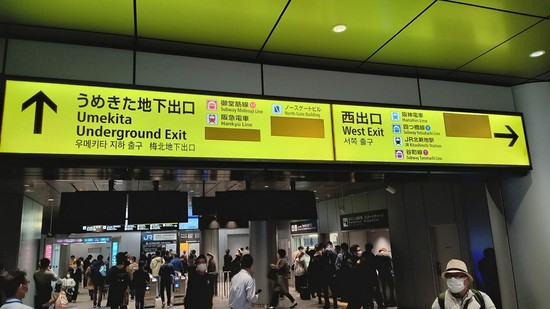 うめきた地下出口
Umekita
Underground Exit
우메키타 지하 출구 梅北地下出口
御堂筋線 M
Subway Midosuji Line
阪急電車
Hankyu Line
ノースゲートビル
North Gate Building
西出口
West Exit
서쪽 출구
阪神電車
Hanshin Line
四つ橋線 Y
Subway Yotsubashi Line
JR北新地駅
JR Kitashinchi Station
谷町線 T
Subway Tanimachi Line